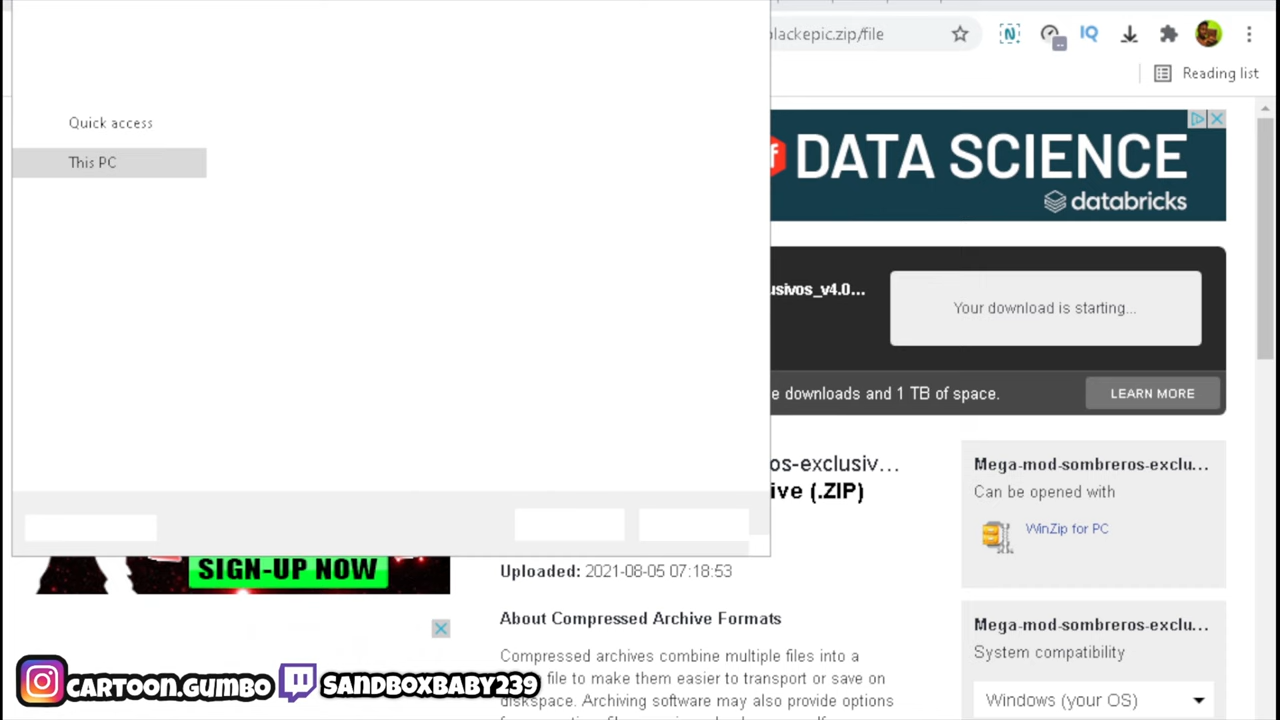 lackepic.zip/file
Reading list
Quick access
This PC
f DATA SCIENCE
databricks
usivos_v4.0...
Your download is starting...
e downloads and 1 TB of space.
LEARN MORE
os-exclusiv...
ive (.ZIP)
Mega-mod-sombreros-exclu...
Can be opened with
WinZip for PC
SIGN-UP NOW
Uploaded: 2021-08-05 07:18:53
About Compressed Archive Formats
Mega-mod-sombreros-exclu...
System compatibility
Compressed archives combine multiple files into a
file to make them easier to transport or save on
diskspace. Archiving software may also provide options
Windows (your OS)
CARTOON.GUMBO
SANDBOXBABY239